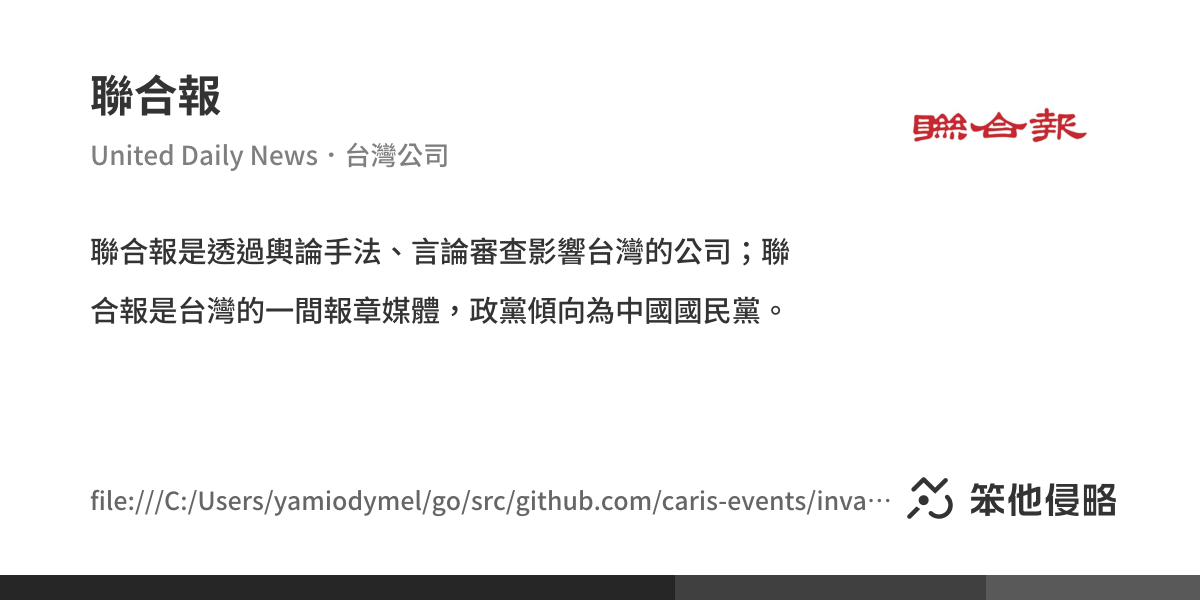 聯合報
聯合報
United Daily News・台灣公司
聯合報是透過輿論手法、言論審查影響台灣的公司；聯
合報是台灣的一間報章媒體，政黨傾向為中國國民黨。
file:///C:/Users/yamiodymel/go/src/github.com/caris-events/inva…
笨他侵略